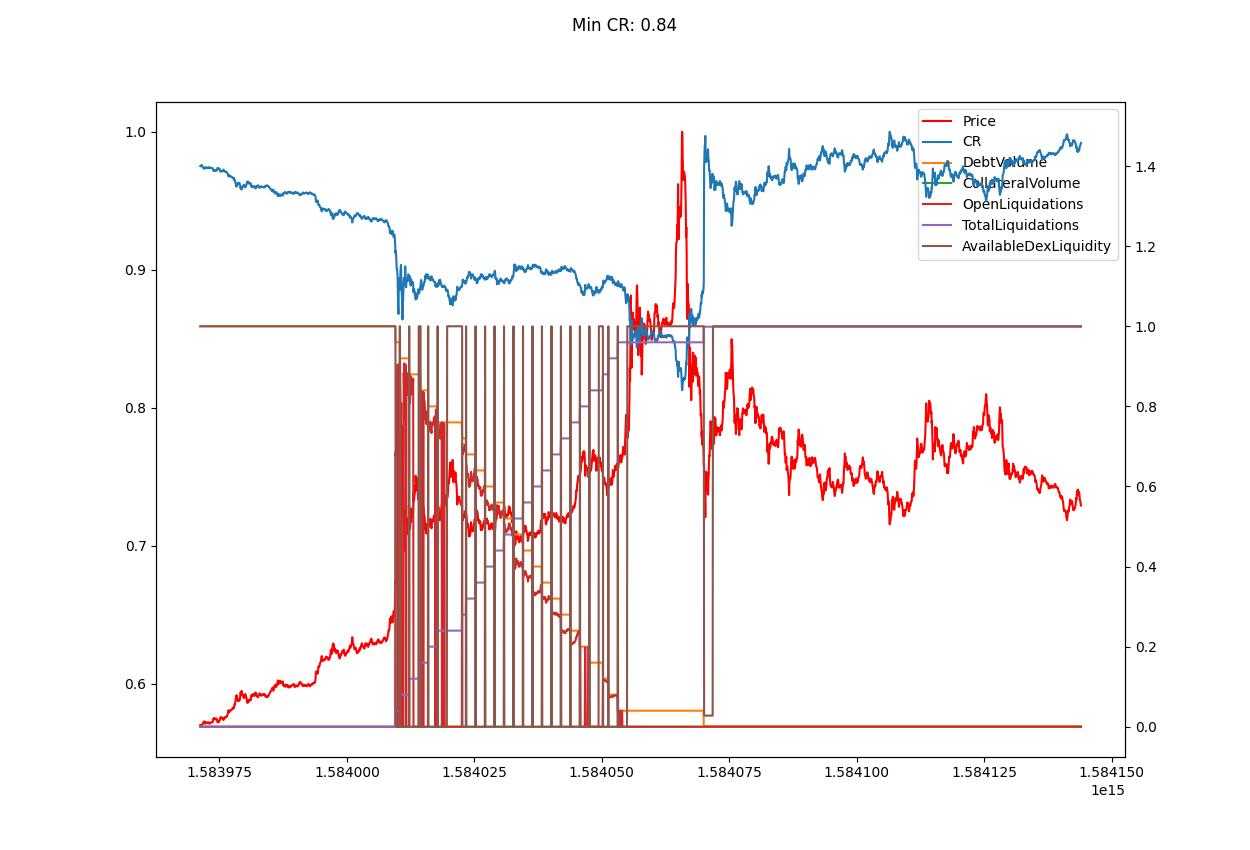 Min CR: 0.84
Price
CR
DebtVolume
CollateralVolume
OpenLiquidations
TotalLiquidations
AvailableDexLiquidity
1.0
0.9
0.8
0.7
0.6
1.4
1.2
1.0
0.8
0.6
0.4
0.2
0.0
1.583975 1.584000 1.584025 1.584050 1.584075 1.584100 1.584125 1.584150
1e15